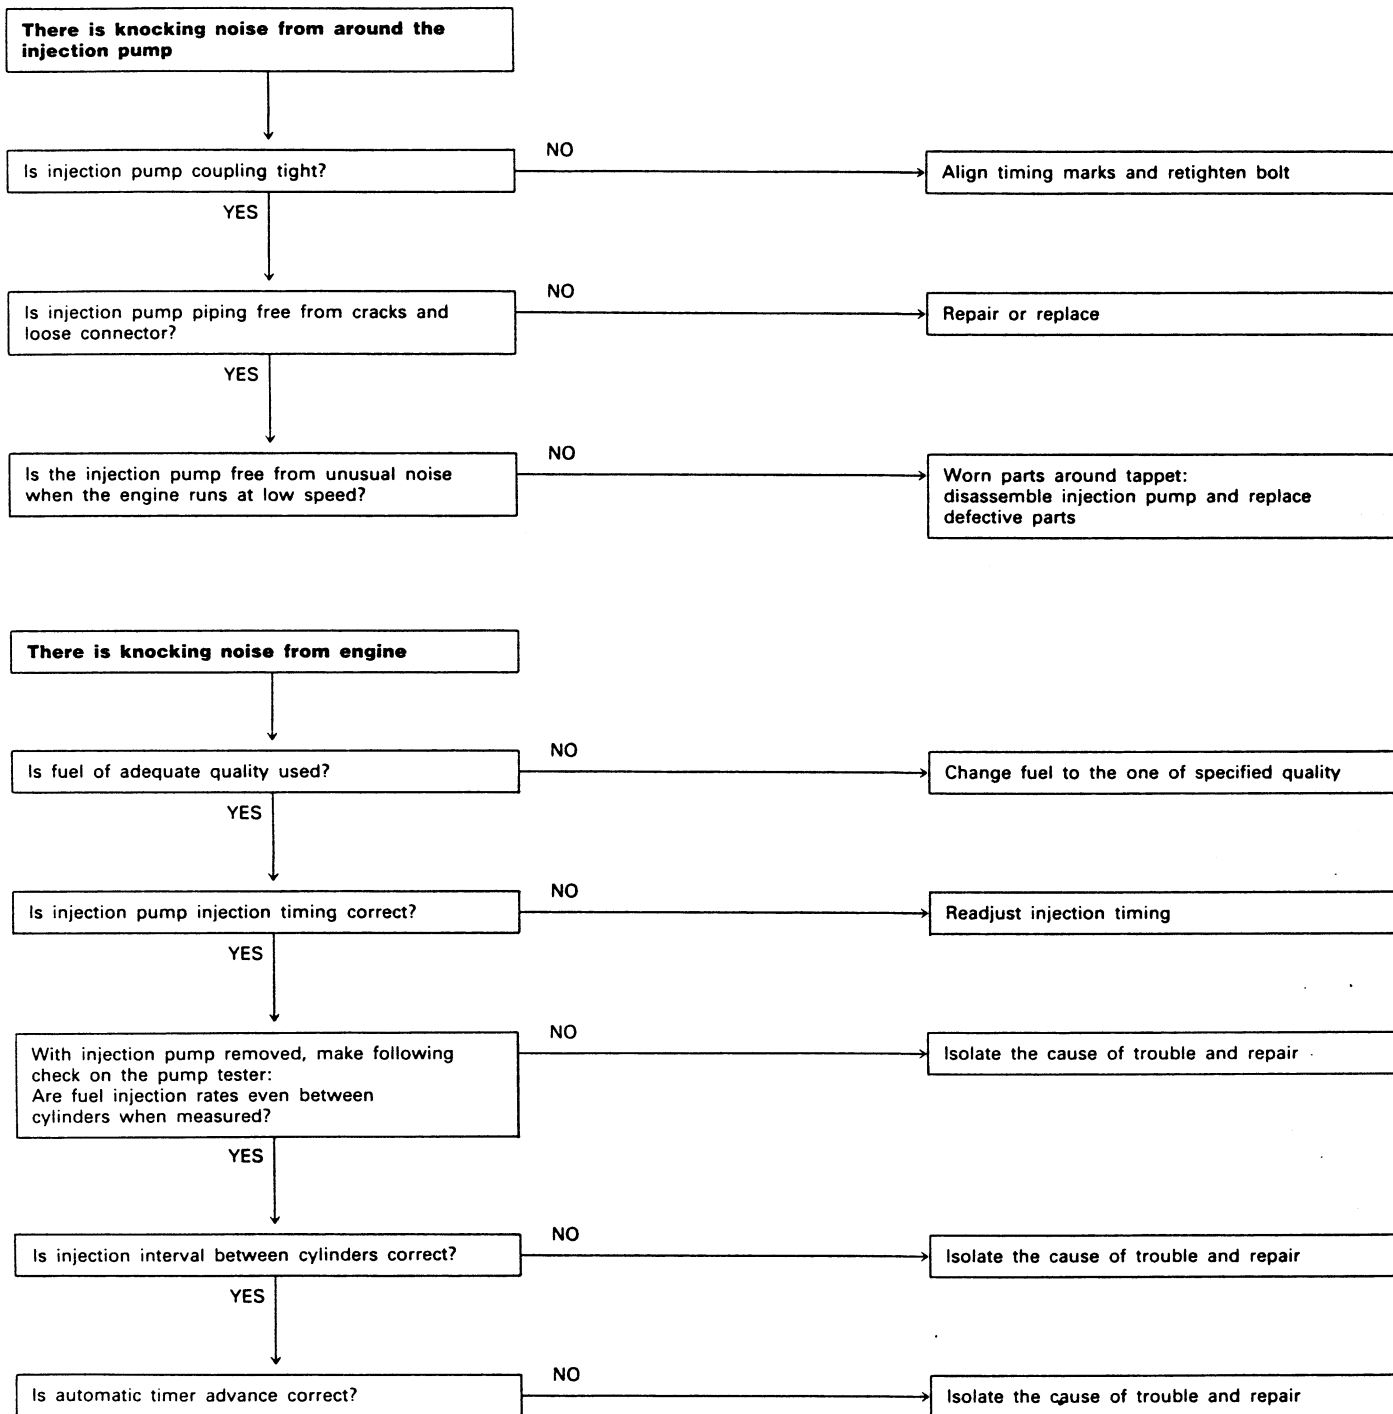 There is knocking noise from around the
injection pump
NO
Is injection pump coupling tight?
Align timing marks and retighten bolt
YES
NO
Is injection pump piping free from cracks and
loose connector?
Repair or replace
YES
NO
Is the injection pump free from unusual noise
when the engine runs at low speed?
Worn parts around tappet:
disassemble injection pump and replace
defective parts
There is knocking noise from engine
NO
Is fuel of adequate quality used?
Change fuel to the one of specified quality
YES
NO
Is injection pump injection timing correct?
Readjust injection timing
YES
NO
With injection pump removed, make following
check on the pump tester:
Are fuel injection rates even between
cylinders when measured?
Isolate the cause of trouble and repair
YES
NO
Is injection interval between cylinders correct?
Isolate the cause of trouble and repair
YES
NO
Is automatic timer advance correct?
Isolate the cause of trouble and repair